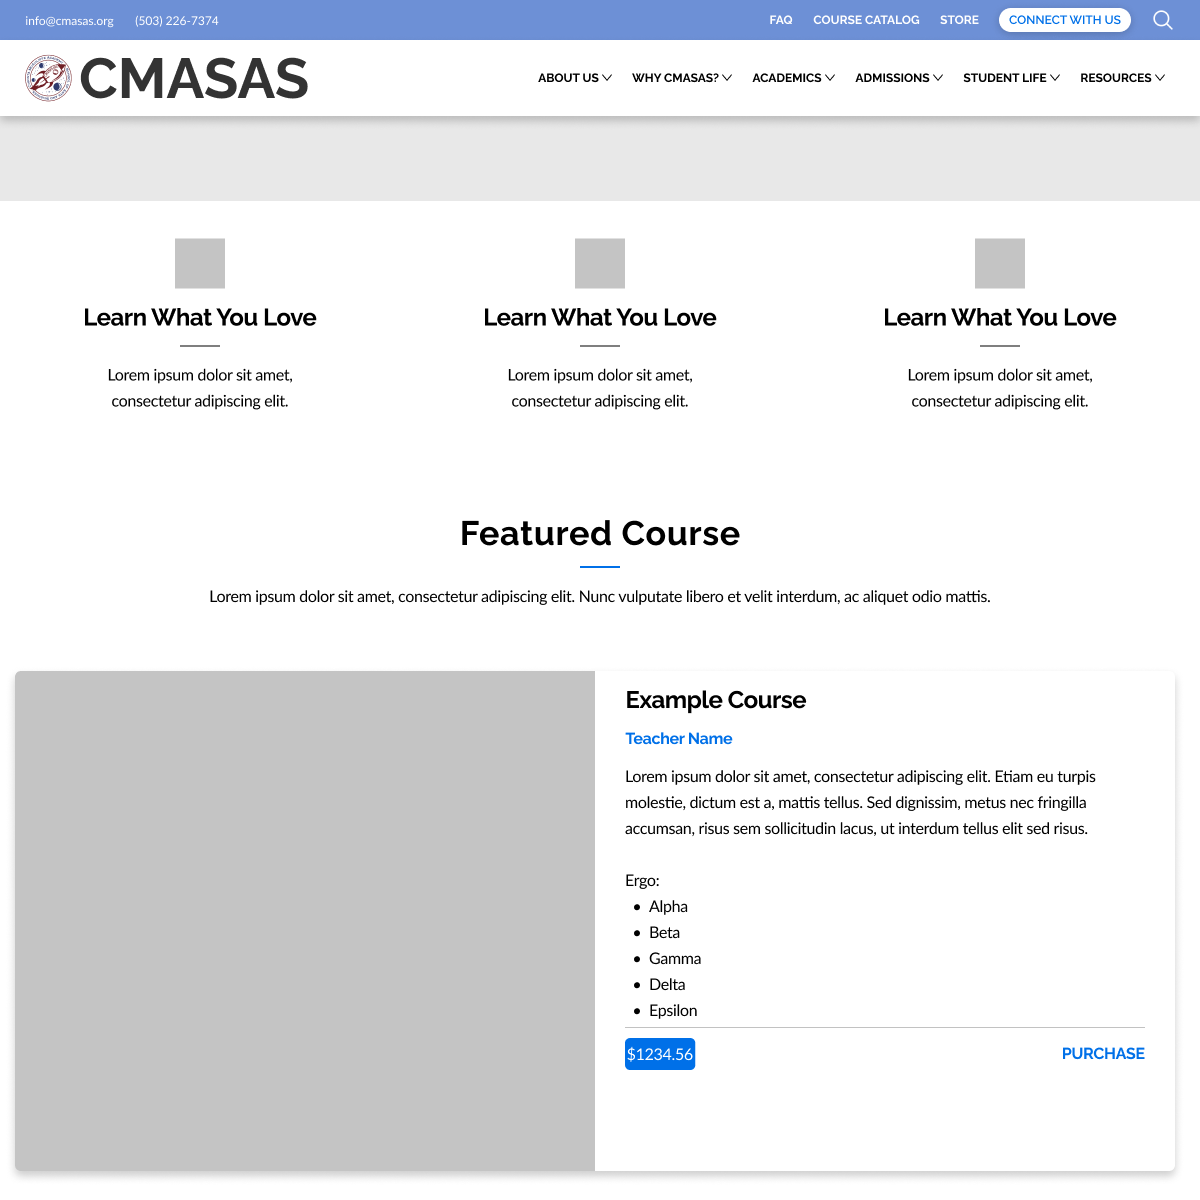 info@cmasas.org (503) 226-7374 FAQ COURSE CATALOG STORE CONNECT WITH US
CMASAS ABOUT US WHY CMASAS? ACADEMICS ADMISSIONS STUDENT LIFE RESOURCES
Learn What You Love
Lorem ipsum dolor sit amet,
consectetur adipiscing elit.
Learn What You Love
Lorem ipsum dolor sit amet,
consectetur adipiscing elit.
Learn What You Love
Lorem ipsum dolor sit amet,
consectetur adipiscing elit.
Featured Course
Lorem ipsum dolor sit amet, consectetur adipiscing elit. Nunc vulputate libero et velit interdum, ac aliquet odio mattis.
Example Course
Teacher Name
Lorem ipsum dolor sit amet, consectetur adipiscing elit. Etiam eu turpis
molestie, dictum est a, mattis tellus. Sed dignissim, metus nec fringilla
accumsan, risus sem sollicitudin lacus, ut interdum tellus elit sed risus.
Ergo:
• Alpha
• Beta
• Gamma
• Delta
• Epsilon
$1234.56 PURCHASE